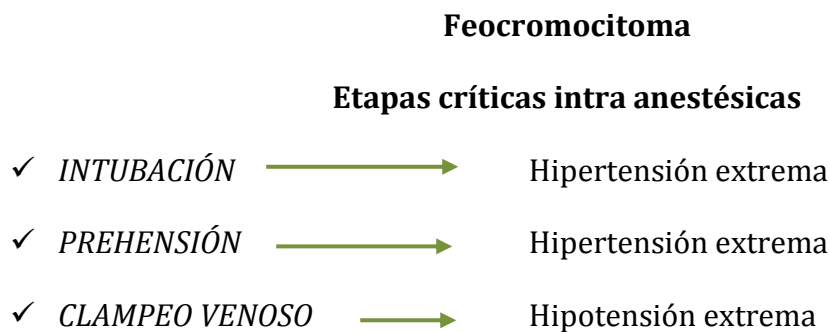 Feocromocitoma
Etapas críticas intra anestésicas
✓ INTUBACIÓN → Hipertensión extrema
✓ PREHENSIÓN → Hipertensión extrema
✓ CLAMPEO VENOSO → Hipotensión extrema